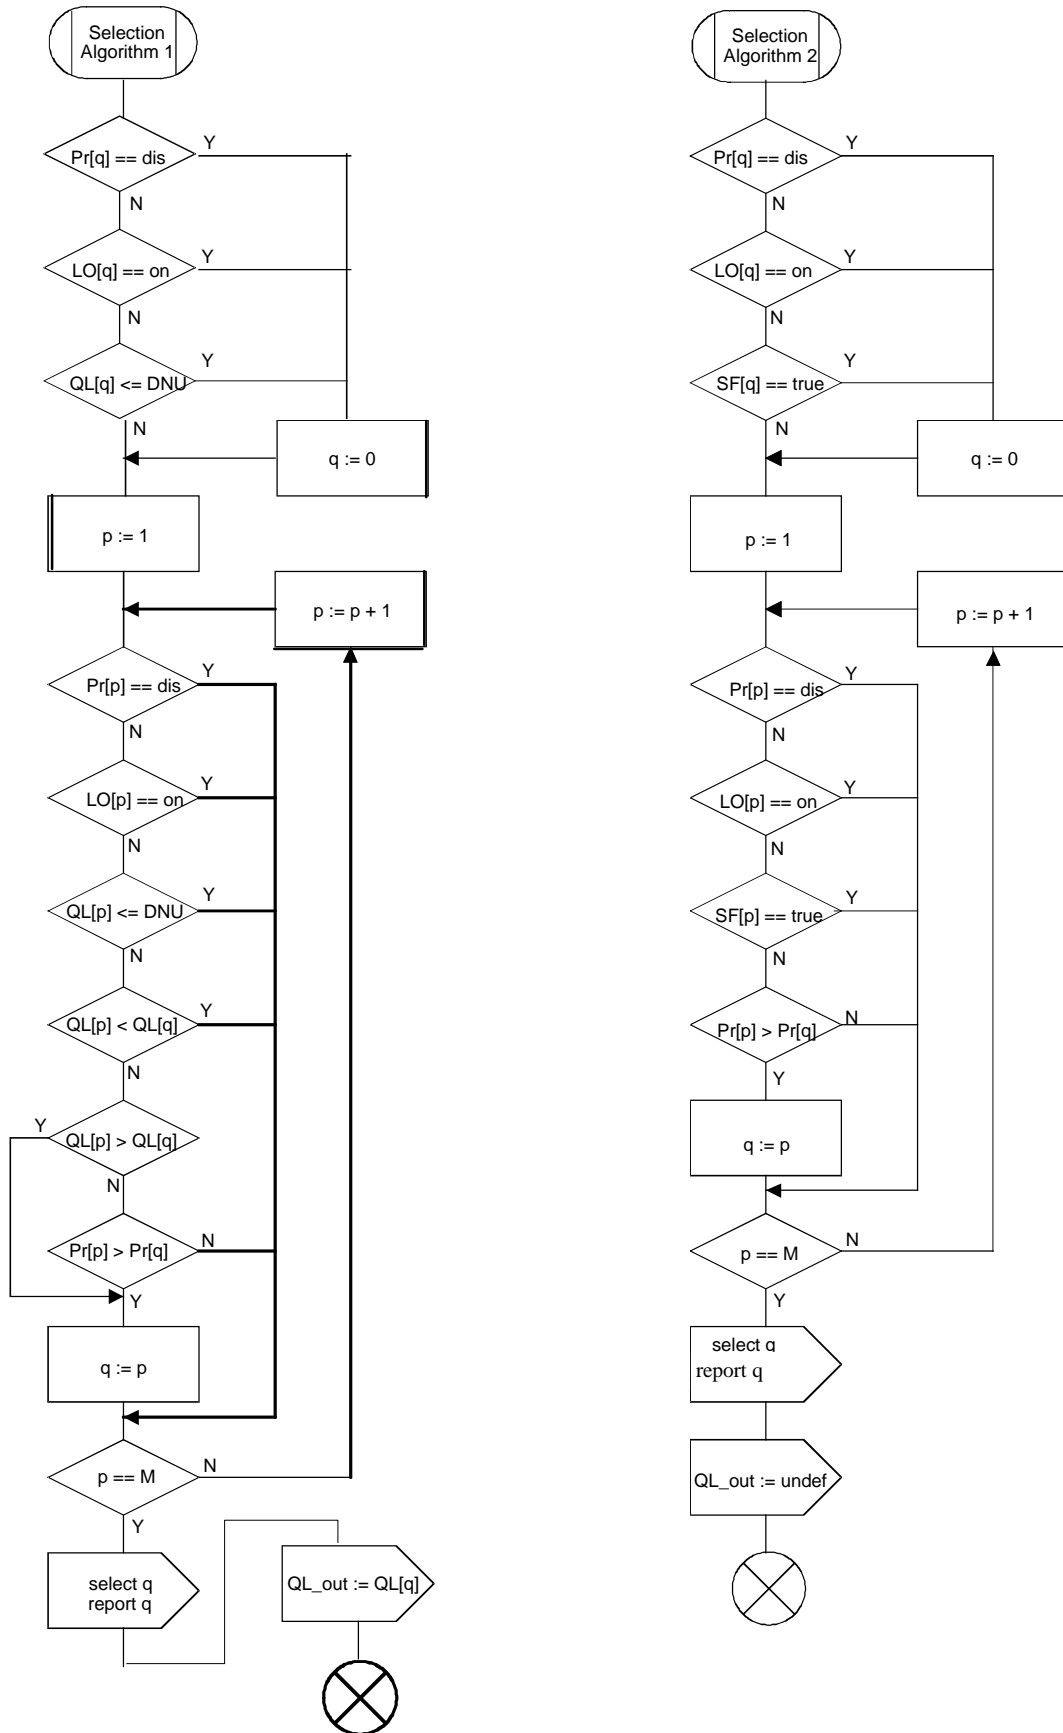 Selection
Algorithm 1
Pr[q] == dis
Y
N
LO[q] == on
Y
N
QL[q] <= DNU
Y
N
q := 0
p := 1
p := p + 1
Pr[p] == dis
Y
N
LO[p] == on
Y
N
QL[p] <= DNU
Y
N
QL[p] < QL[q]
Y
N
Y
QL[p] > QL[q]
N
Pr[p] > Pr[q]
N
Y
q := p
p == M
N
Y
select q
report q
QL_out := QL[q]
Selection
Algorithm 2
Pr[q] == dis
Y
N
LO[q] == on
Y
N
SF[q] == true
Y
N
q := 0
p := 1
p := p + 1
Pr[p] == dis
Y
N
LO[p] == on
Y
N
SF[p] == true
Y
N
Pr[p] > Pr[q]
N
Y
q := p
p == M
N
Y
select q
report q
QL_out := undef